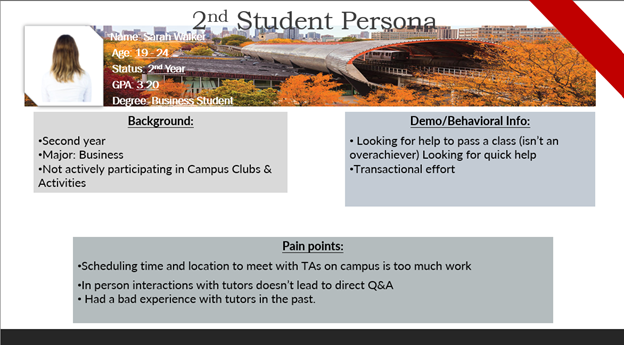 2nd Student Persona
Name: Sarah Walker
Age: 19 - 24
Status: 2nd Year
GPA: 3.20
Degree: Business Student
Background:
•Second year
•Major: Business
•Not actively participating in Campus Clubs &
Activities
Demo/Behavioral Info:
• Looking for help to pass a class (isn't an
overachiever) Looking for quick help
•Transactional effort
Pain points:
•Scheduling time and location to meet with TAs on campus is too much work
•In person interactions with tutors doesn't lead to direct Q&A
• Had a bad experience with tutors in the past.